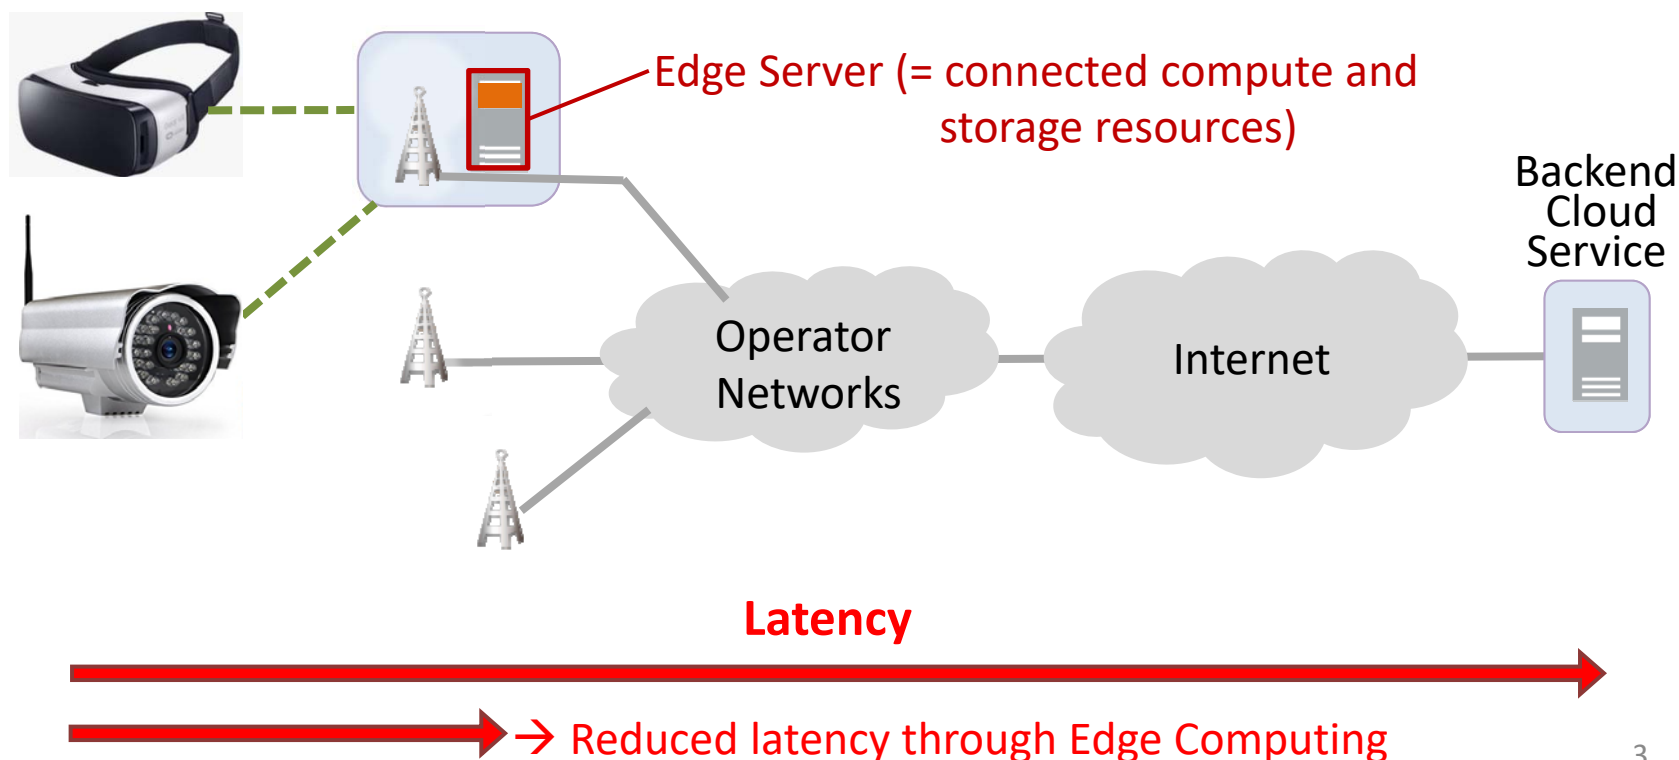 Edge Server (= connected compute and
storage resources)
Backend
Cloud
Service
Operator
Networks
Internet
Latency
→ Reduced latency through Edge Computing
3